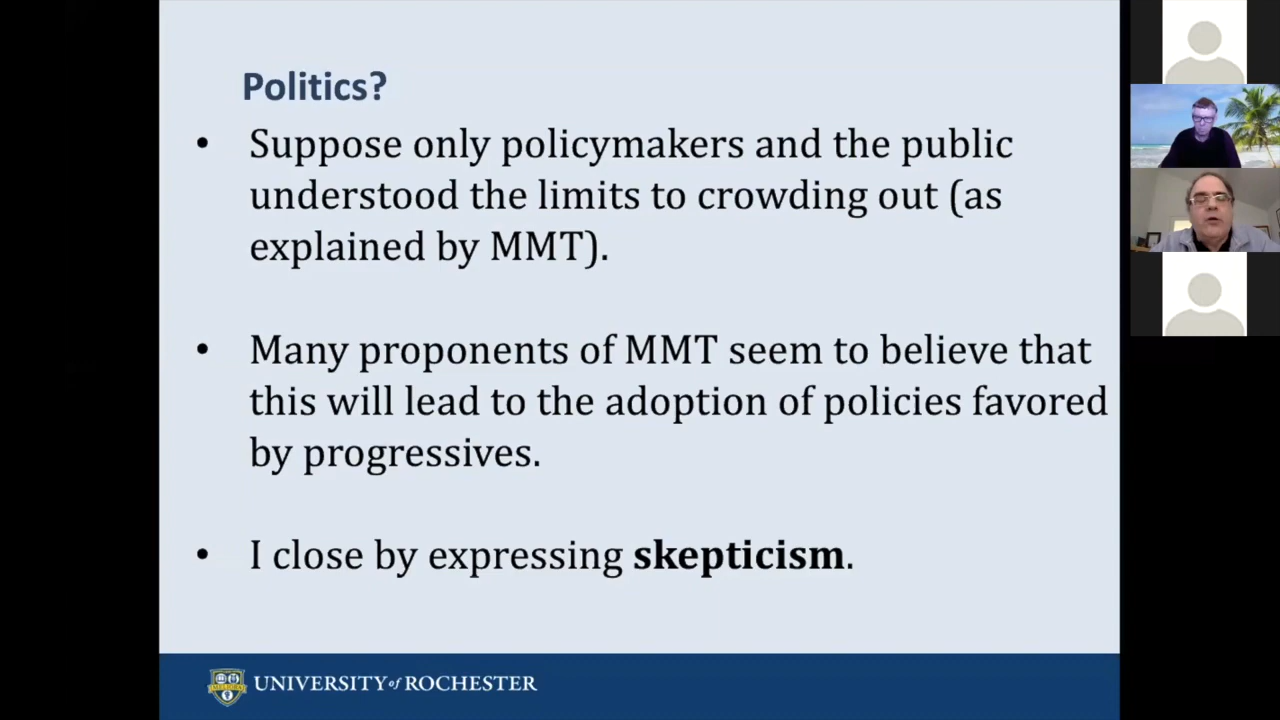 Politics?
• Suppose only policymakers and the public
understood the limits to crowding out (as
explained by MMT).
• Many proponents of MMT seem to believe that
this will lead to the adoption of policies favored
by progressives.
• I close by expressing skepticism.
MELIORA
UNIVERSITY of ROCHESTER